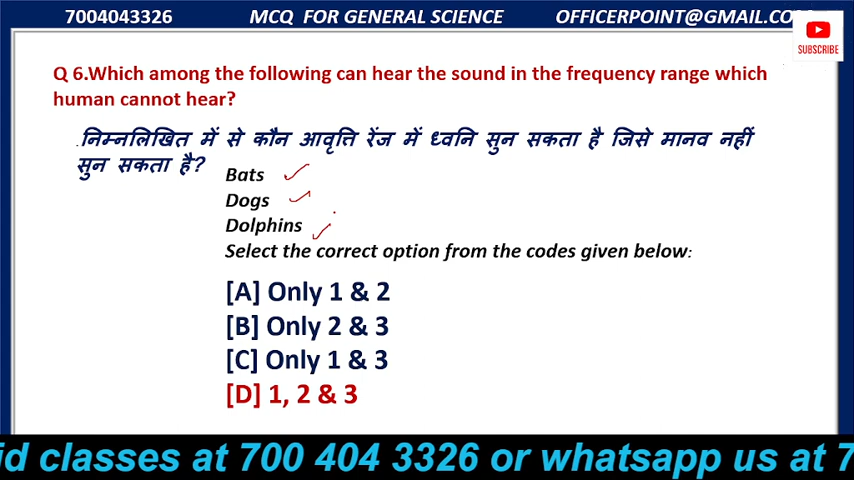 7004043326 MCQ FOR GENERAL SCIENCE OFFICERPOINT@GMAIL.CO
SUBSCRIBE
Q 6.Which among the following can hear the sound in the frequency range which
human cannot hear?
.निम्नलिखित में से कौन आवृत्ति रेंज में ध्वनि सुन सकता है जिसे मानव नहीं
सुन सकता है?
Bats
Dogs
Dolphins
Select the correct option from the codes given below:
[A] Only 1 & 2
[B] Only 2 & 3
[C] Only 1 & 3
[D] 1, 2 & 3
id classes at 700 404 3326 or whatsapp us at 7